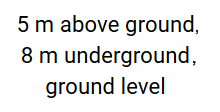 5 m above ground,
8 m underground,
ground level